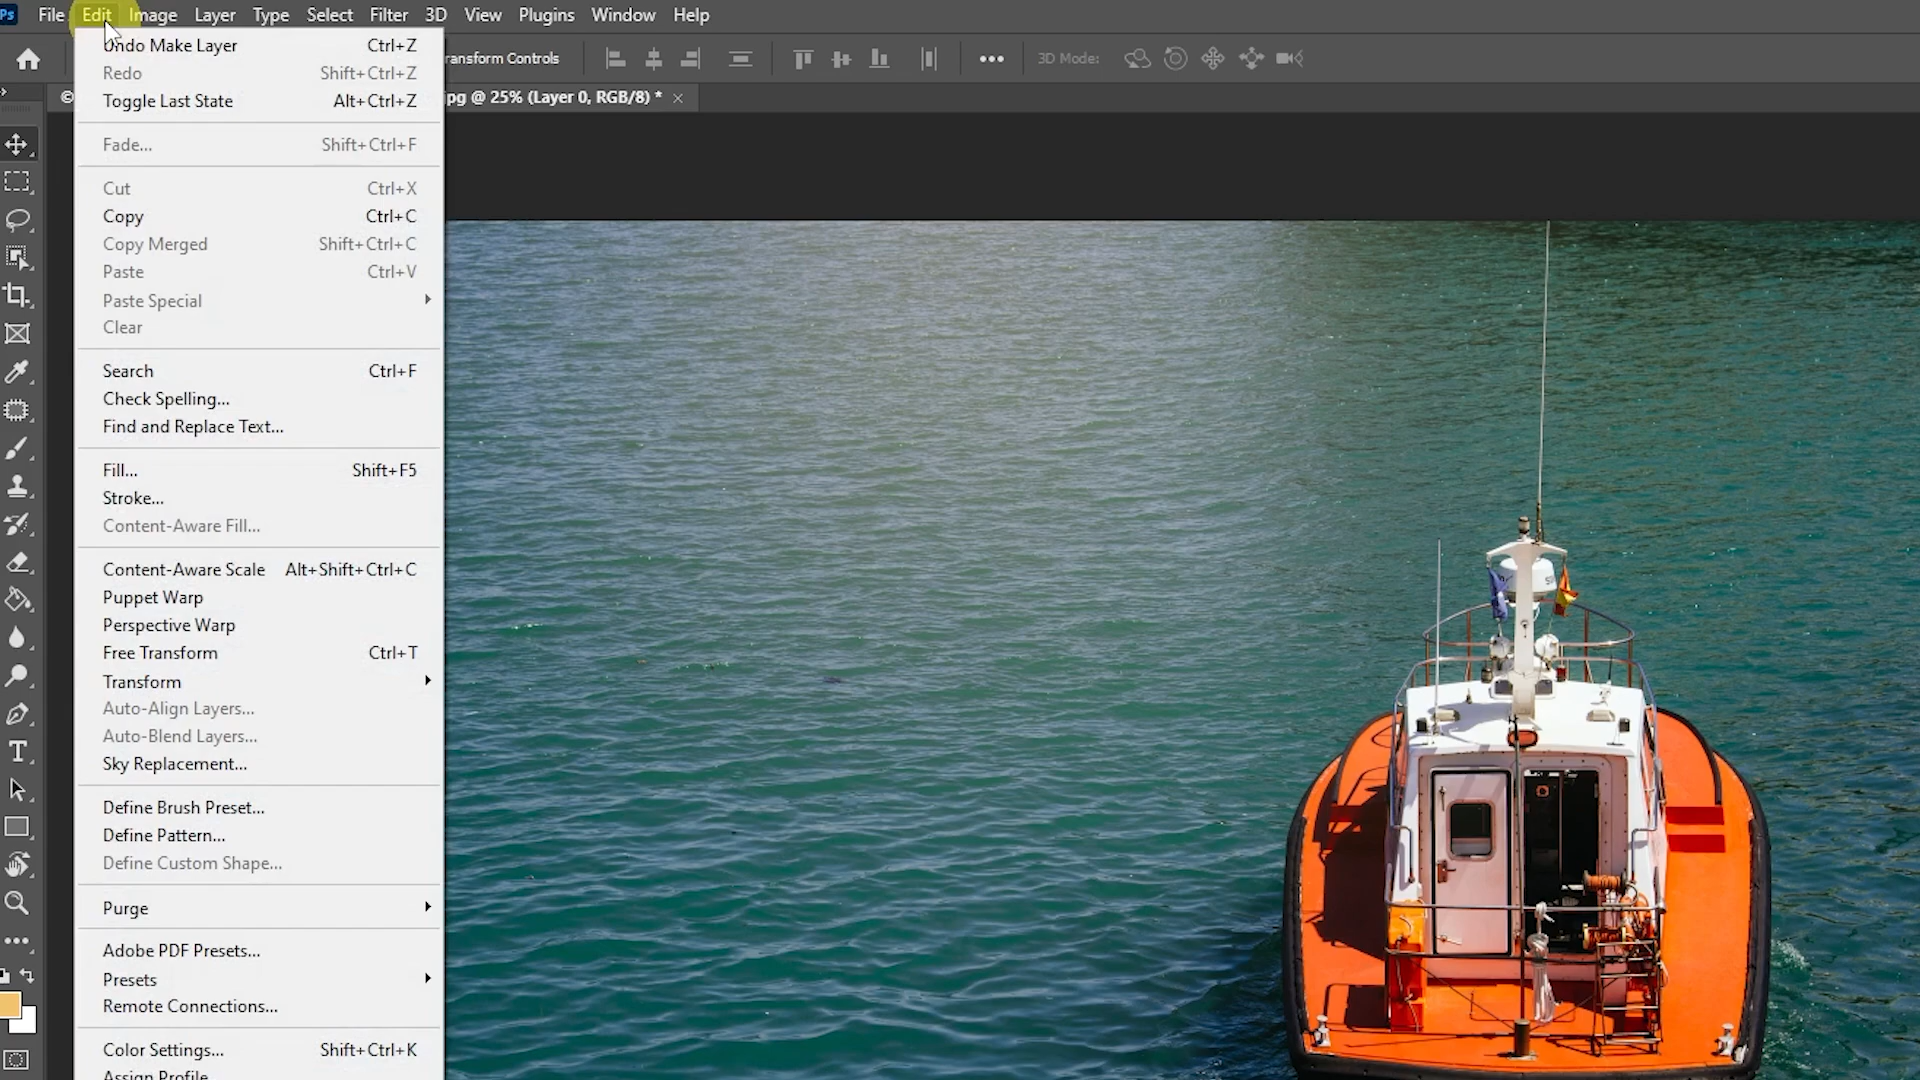 Ps File Edit Image Layer Type Select Filter 3D View Plugins Window Help
ransform Controls 3D Mode:
© jpg @ 25% (Layer 0, RGB/8) *
Undo Make Layer Ctrl+Z
Redo Shift+Ctrl+Z
Toggle Last State Alt+Ctrl+Z
Fade... Shift+Ctrl+F
Cut Ctrl+X
Copy Ctrl+C
Copy Merged Shift+Ctrl+C
Paste Ctrl+V
Paste Special
Clear
Search Ctrl+F
Check Spelling...
Find and Replace Text...
Fill... Shift+F5
Stroke...
Content-Aware Fill...
Content-Aware Scale Alt+Shift+Ctrl+C
Puppet Warp
Perspective Warp
Free Transform Ctrl+T
Transform
Auto-Align Layers...
Auto-Blend Layers...
Sky Replacement...
Define Brush Preset...
Define Pattern...
Define Custom Shape...
Purge
Adobe PDF Presets...
Presets
Remote Connections...
Color Settings... Shift+Ctrl+K
Assign Profile